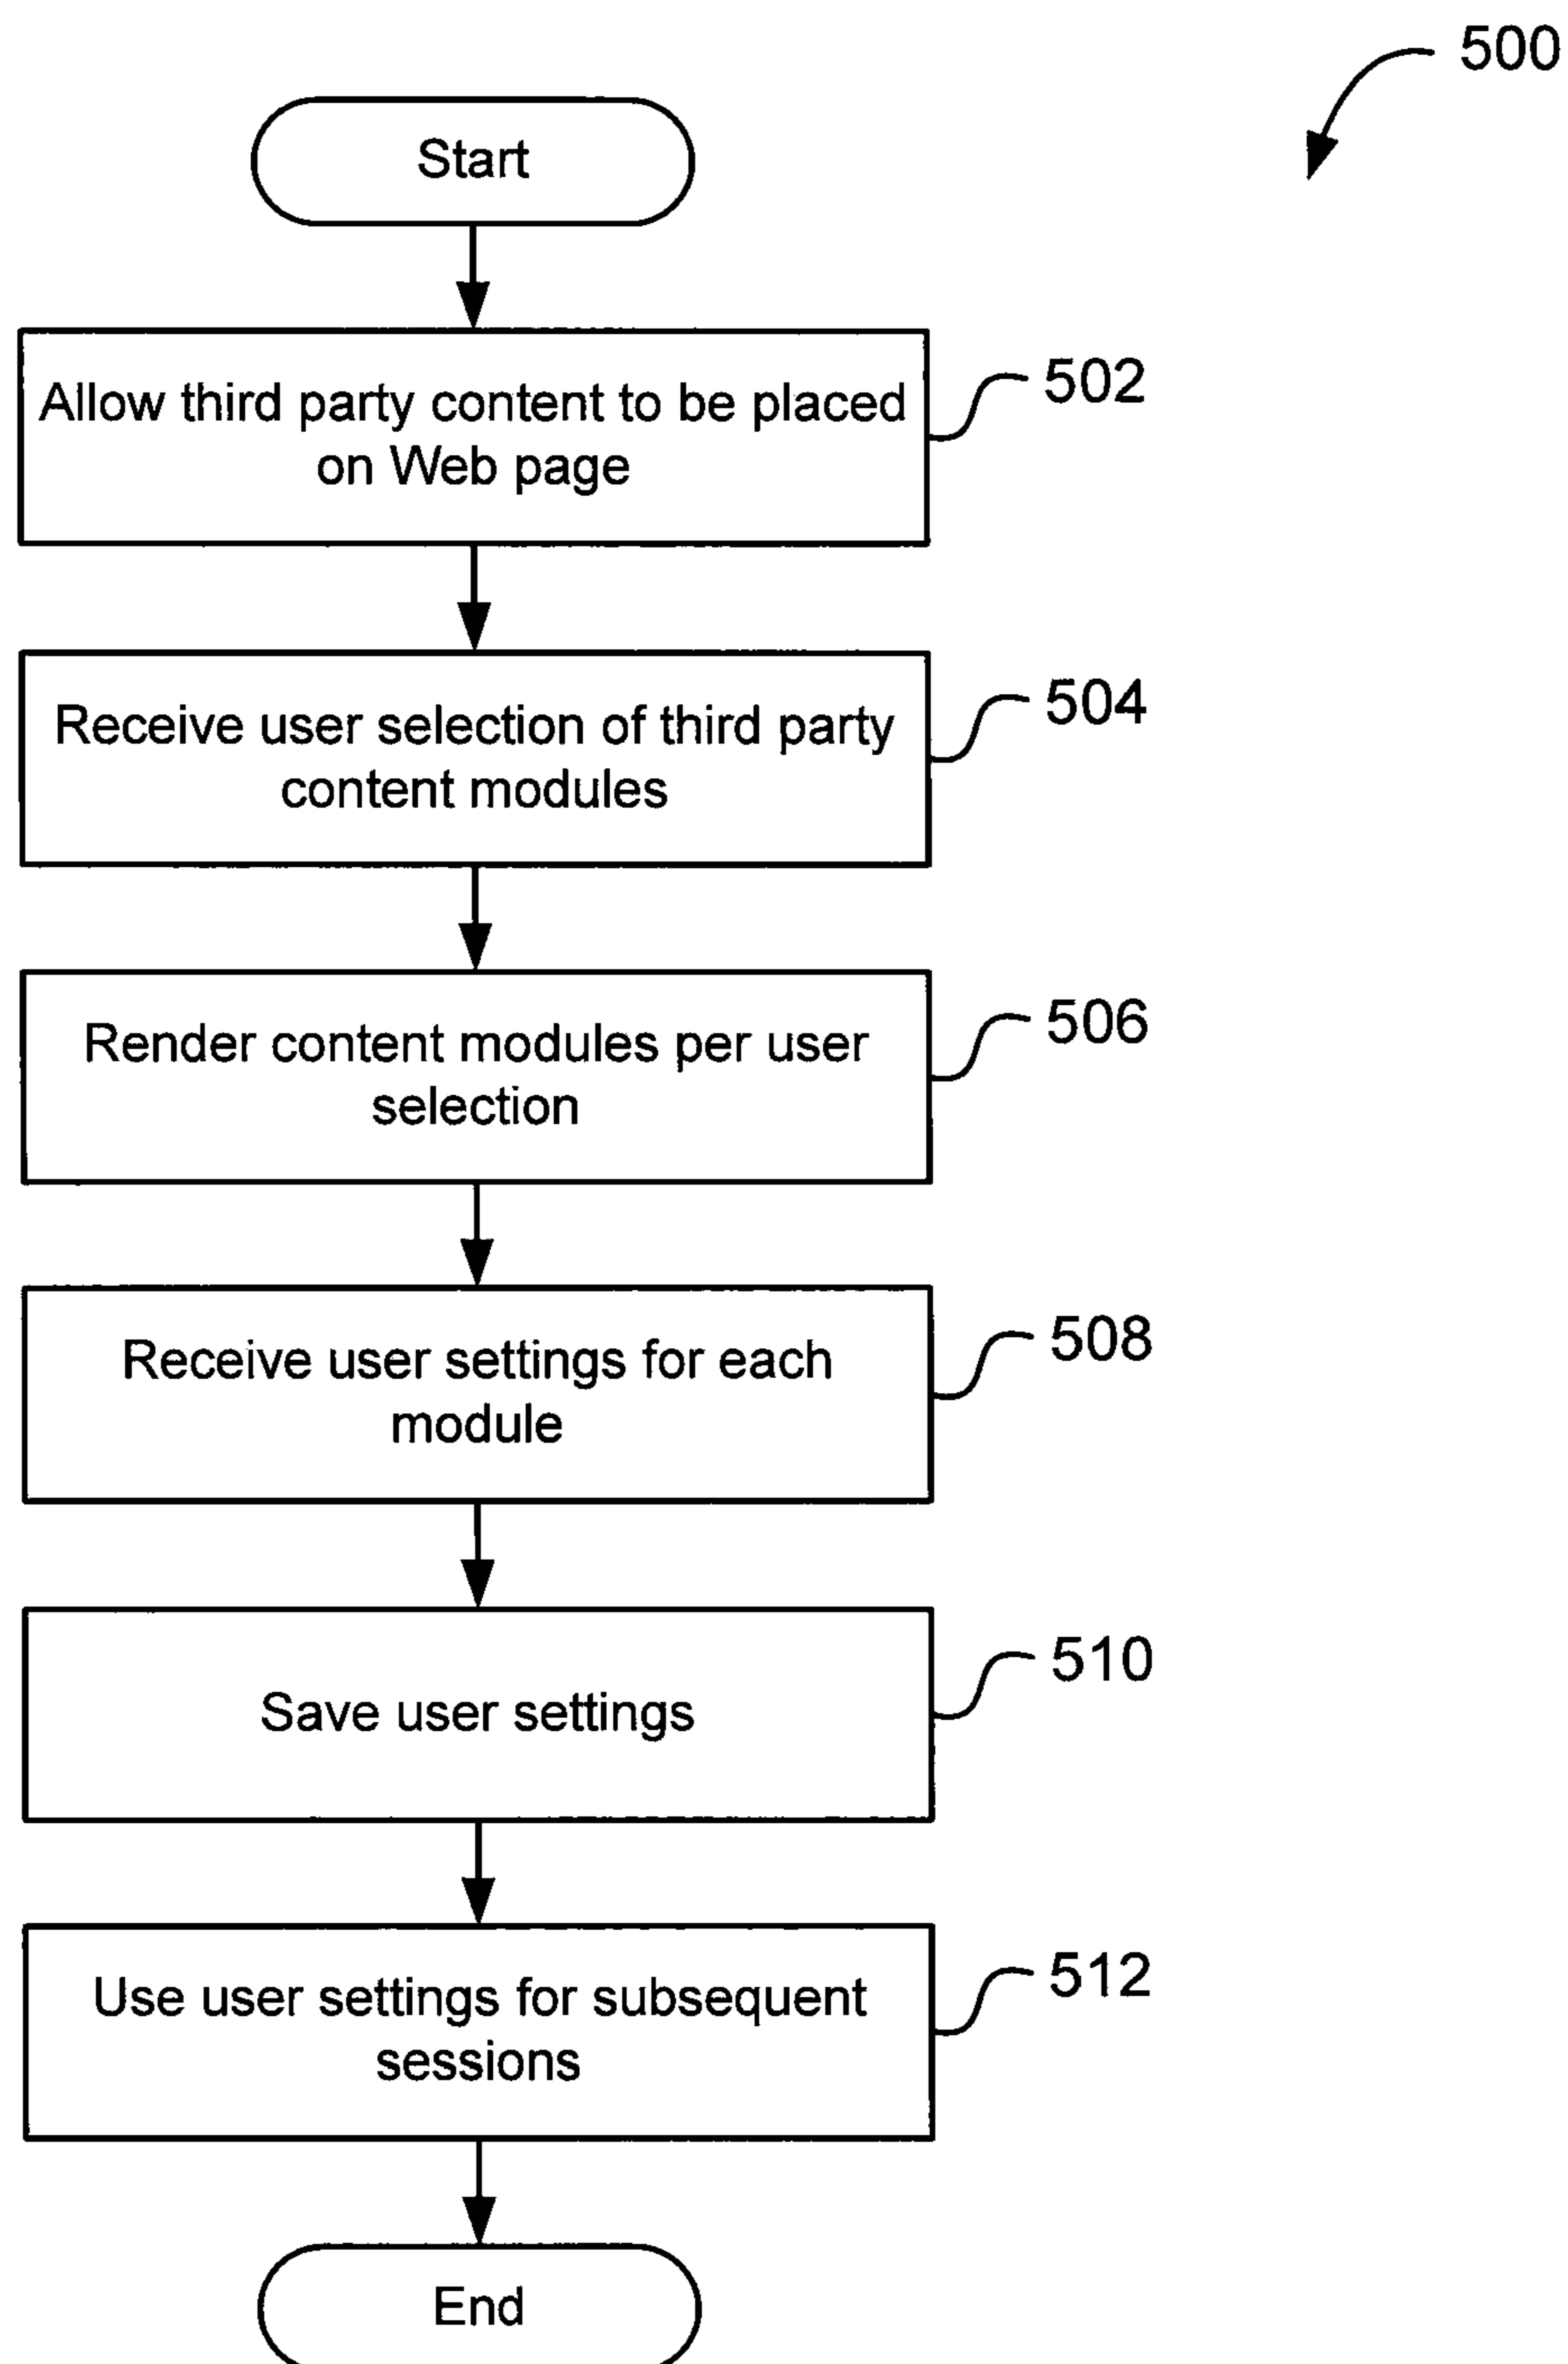 500
Start
Allow third party content to be placed
on Web page
502
Receive user selection of third party
content modules
504
Render content modules per user
selection
506
Receive user settings for each
module
508
Save user settings
510
Use user settings for subsequent
sessions
512
End